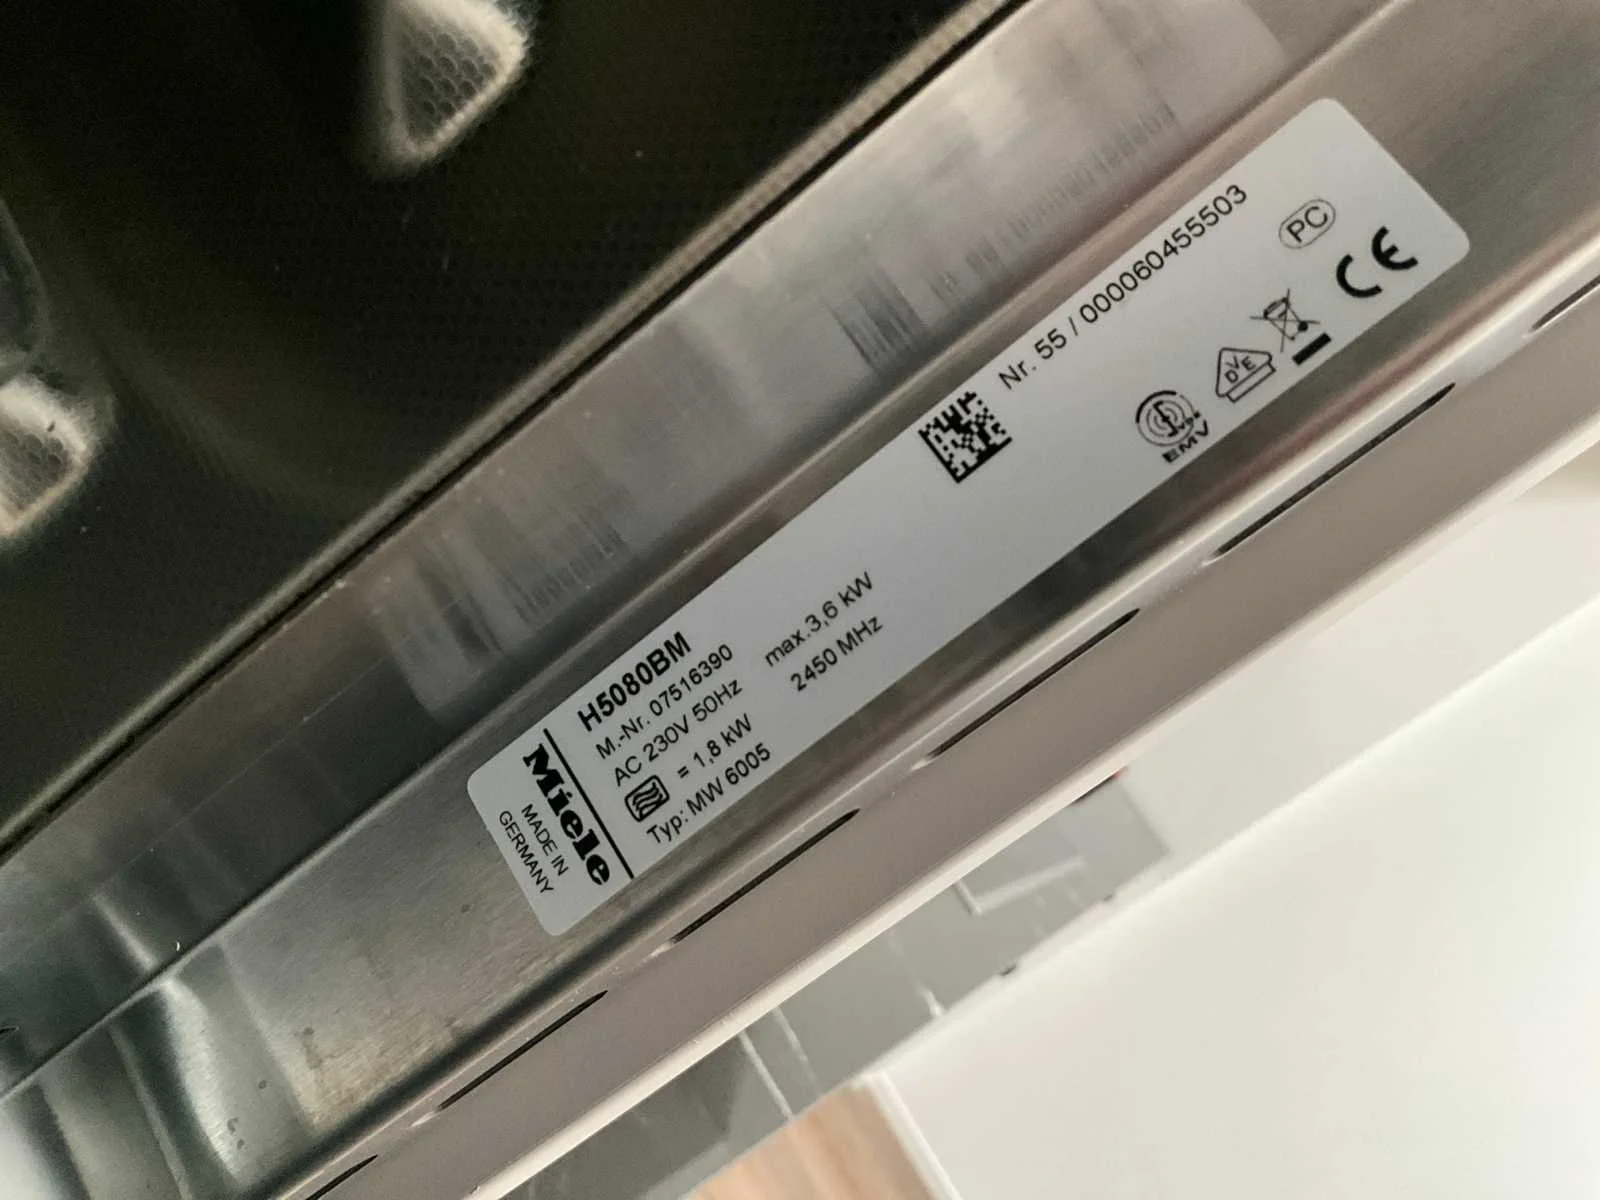 Miele
MADE IN
GERMANY
H5080BM
M.-Nr. 07516390
AC 230V 50Hz
= 1,8 kW
Typ: MW 6005
max.3,6 kW
2450 MHz
Nr. 55 / 000060455503
PC
CE
DVE
EMV